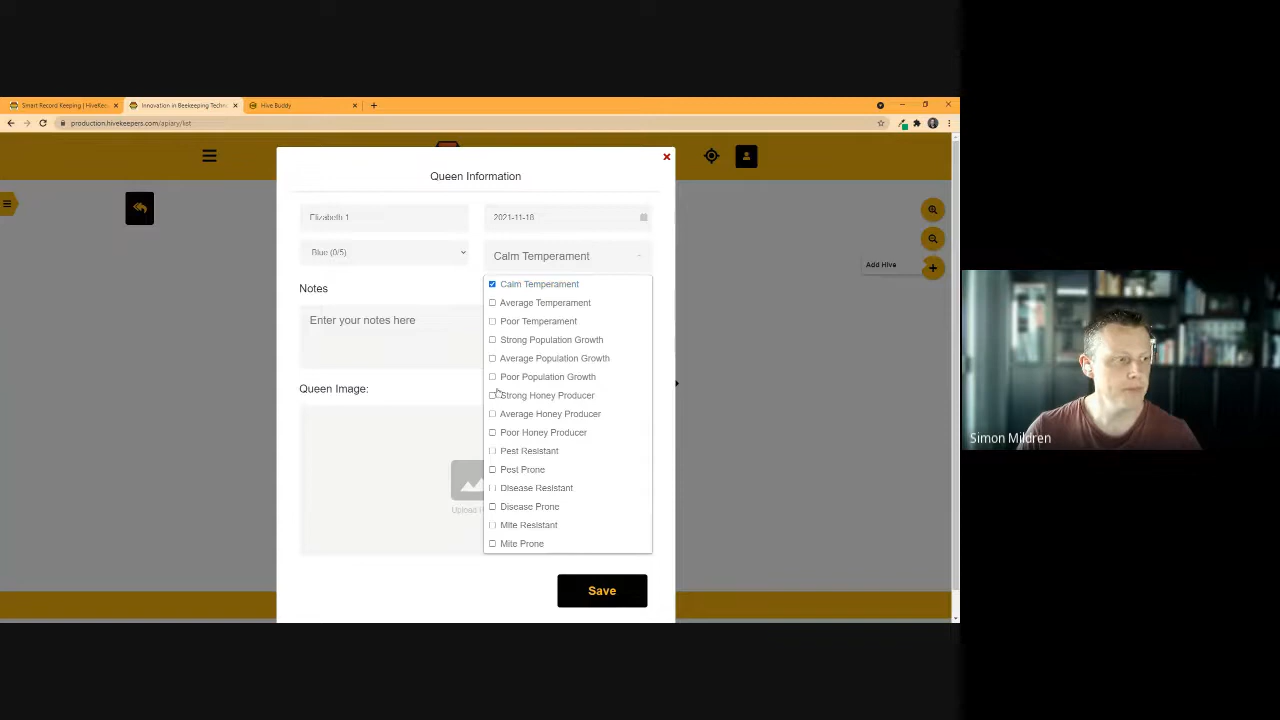 Smart Record Keeping | HiveKee
Innovation in Beekeeping Techn
Hive Buddy
production.hivekeepers.com/apiary/list
Queen Information
Elizabeth 1
2021-11-18
Blue (0/5)
Calm Temperament
Add Hive
Calm Temperament
Notes
Average Temperament
Enter your notes here
Poor Temperament
Strong Population Growth
Average Population Growth
Poor Population Growth
Queen Image:
Strong Honey Producer
Average Honey Producer
Poor Honey Producer
Pest Resistant
Pest Prone
Disease Resistant
Disease Prone
Mite Resistant
Mite Prone
Save
Simon Mildren